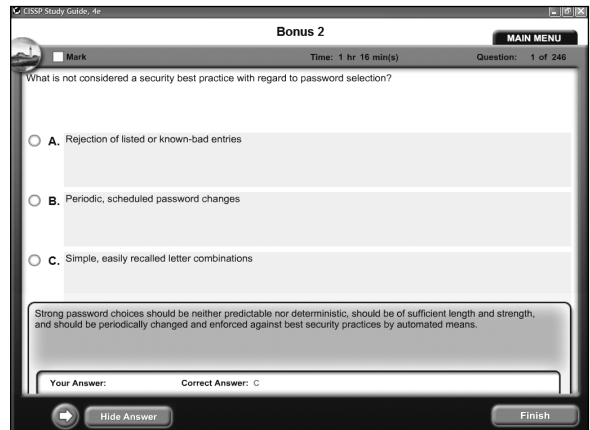 CISSP Study Guide, 4e
Bonus 2
MAIN MENU
Mark
Time: 1 hr 16 min(s)
Question: 1 of 246
What is not considered a security best practice with regard to password selection?
A. Rejection of listed or known-bad entries
B. Periodic, scheduled password changes
C. Simple, easily recalled letter combinations
Strong password choices should be neither predictable nor deterministic, should be of sufficient length and strength,
and should be periodically changed and enforced against best security practices by automated means.
Your Answer: Correct Answer: C
Hide Answer
Finish